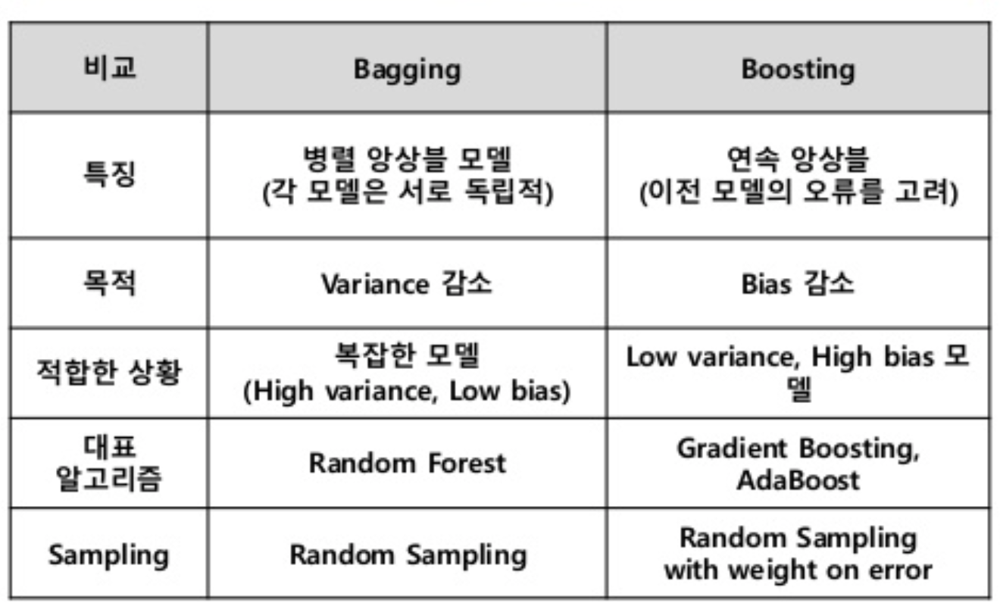 비교
Bagging
Boosting
특징
병렬 앙상블 모델
(각 모델은 서로 독립적)
연속 앙상블
(이전 모델의 오류를 고려)
목적
Variance 감소
Bias 감소
적합한 상황
복잡한 모델
(High variance, Low bias)
Low variance, High bias 모
델
대표
알고리즘
Random Forest
Gradient Boosting,
AdaBoost
Sampling
Random Sampling
Random Sampling
with weight on error